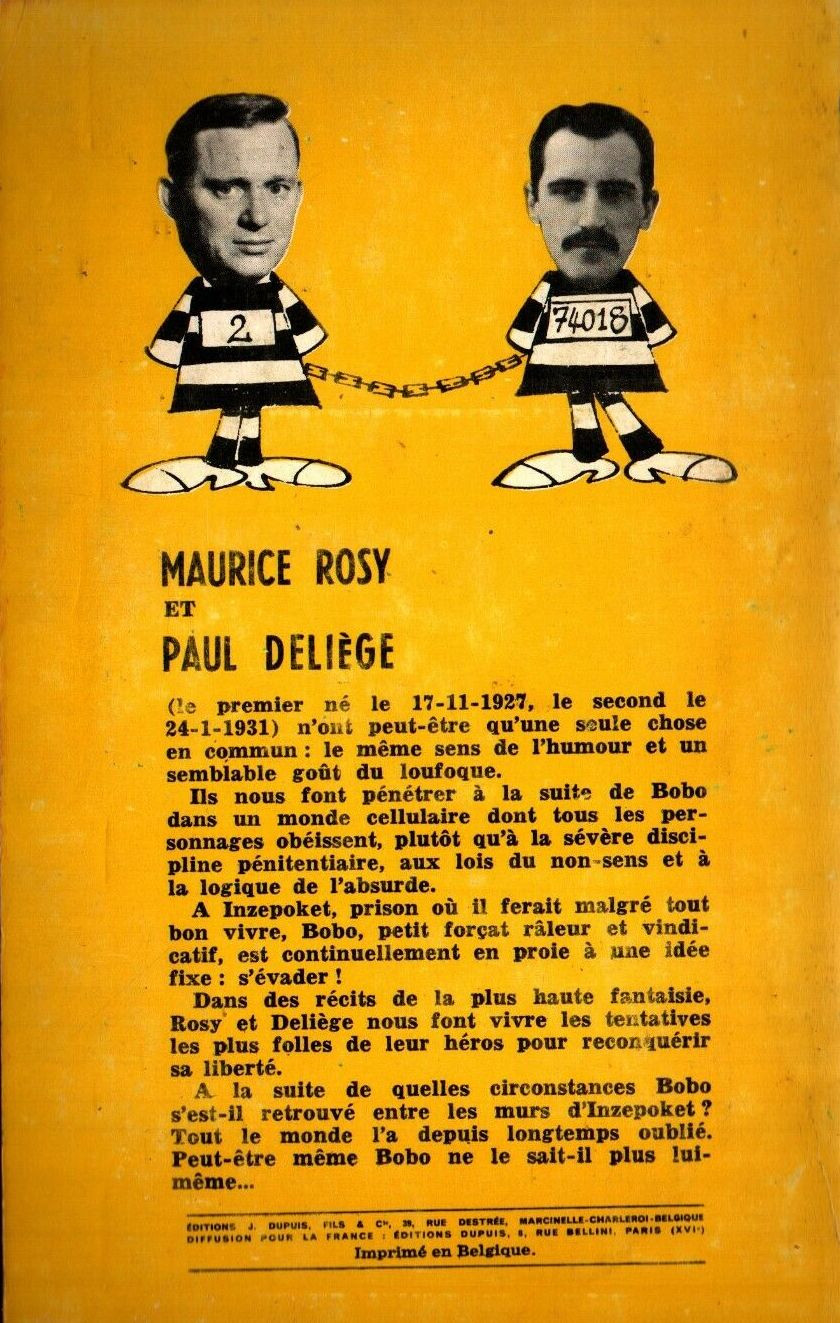 2
74018
MAURICE ROSY
ET
PAUL DELIÈGE
(le premier né le 17-11-1927, le second le
24-1-1931) n'ont peut-être qu'une seule chose
en commun : le même sens de l'humour et un
semblable goût du loufoque.
Ils nous font pénétrer à la suite de Bobo
dans un monde cellulaire dont tous les per-
sonnages obéissent, plutôt qu'à la sévère disci-
pline pénitentiaire, aux lois du non-sens et à
la logique de l'absurde.
A Inzepoket, prison où il ferait malgré tout
bon vivre, Bobo, petit forçat râleur et vindi-
catif, est continuellement en proie à une idée
fixe : s'évader !
Dans des récits de la plus haute fantaisie,
Rosy et Deliège nous font vivre les tentatives
les plus folles de leur héros pour reconquérir
sa liberté.
A la suite de quelles circonstances Bobo
s'est-il retrouvé entre les murs d'Inzepoket ?
Tout le monde l'a depuis longtemps oublié.
Peut-être même Bobo ne le sait-il plus lui-
même...
ÉDITIONS J. DUPUIS, FILS & Cie, 39, RUE DESTRÉE, MARCINELLE-CHARLEROI-BELGIQUE
DIFFUSION POUR LA FRANCE : ÉDITIONS DUPUIS, RUE BELLINI, PARIS (XVIe)
Imprimé en Belgique.